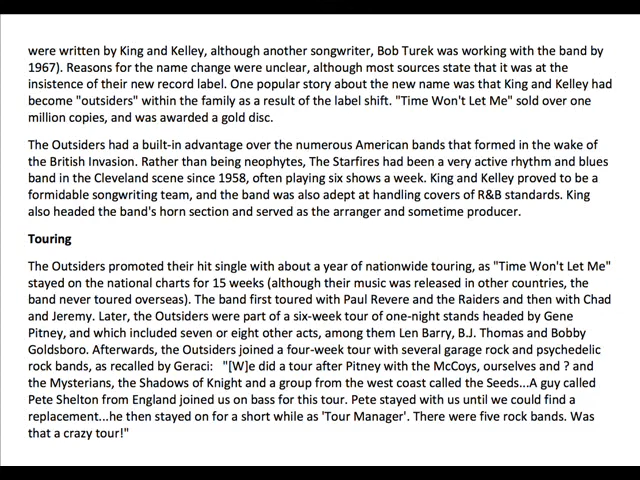 were written by King and Kelley, although another songwriter, Bob Turek was working with the band by
1967). Reasons for the name change were unclear, although most sources state that it was at the
insistence of their new record label. One popular story about the new name was that King and Kelley had
become "outsiders" within the family as a result of the label shift. "Time Won't Let Me" sold over one
million copies, and was awarded a gold disc.
The Outsiders had a built-in advantage over the numerous American bands that formed in the wake of
the British Invasion. Rather than being neophytes, The Starfires had been a very active rhythm and blues
band in the Cleveland scene since 1958, often playing six shows a week. King and Kelley proved to be a
formidable songwriting team, and the band was also adept at handling covers of R&B standards. King
also headed the band's horn section and served as the arranger and sometime producer.
Touring
The Outsiders promoted their hit single with about a year of nationwide touring, as "Time Won't Let Me"
stayed on the national charts for 15 weeks (although their music was released in other countries, the
band never toured overseas). The band first toured with Paul Revere and the Raiders and then with Chad
and Jeremy. Later, the Outsiders were part of a six-week tour of one-night stands headed by Gene
Pitney, and which included seven or eight other acts, among them Len Barry, B.J. Thomas and Bobby
Goldsboro. Afterwards, the Outsiders joined a four-week tour with several garage rock and psychedelic
rock bands, as recalled by Geraci: "[W]e did a tour after Pitney with the McCoys, ourselves and ? and
the Mysterians, the Shadows of Knight and a group from the west coast called the Seeds...A guy called
Pete Shelton from England joined us on bass for this tour. Pete stayed with us until we could find a
replacement...he then stayed on for a short while as 'Tour Manager'. There were five rock bands. Was
that a crazy tour!"